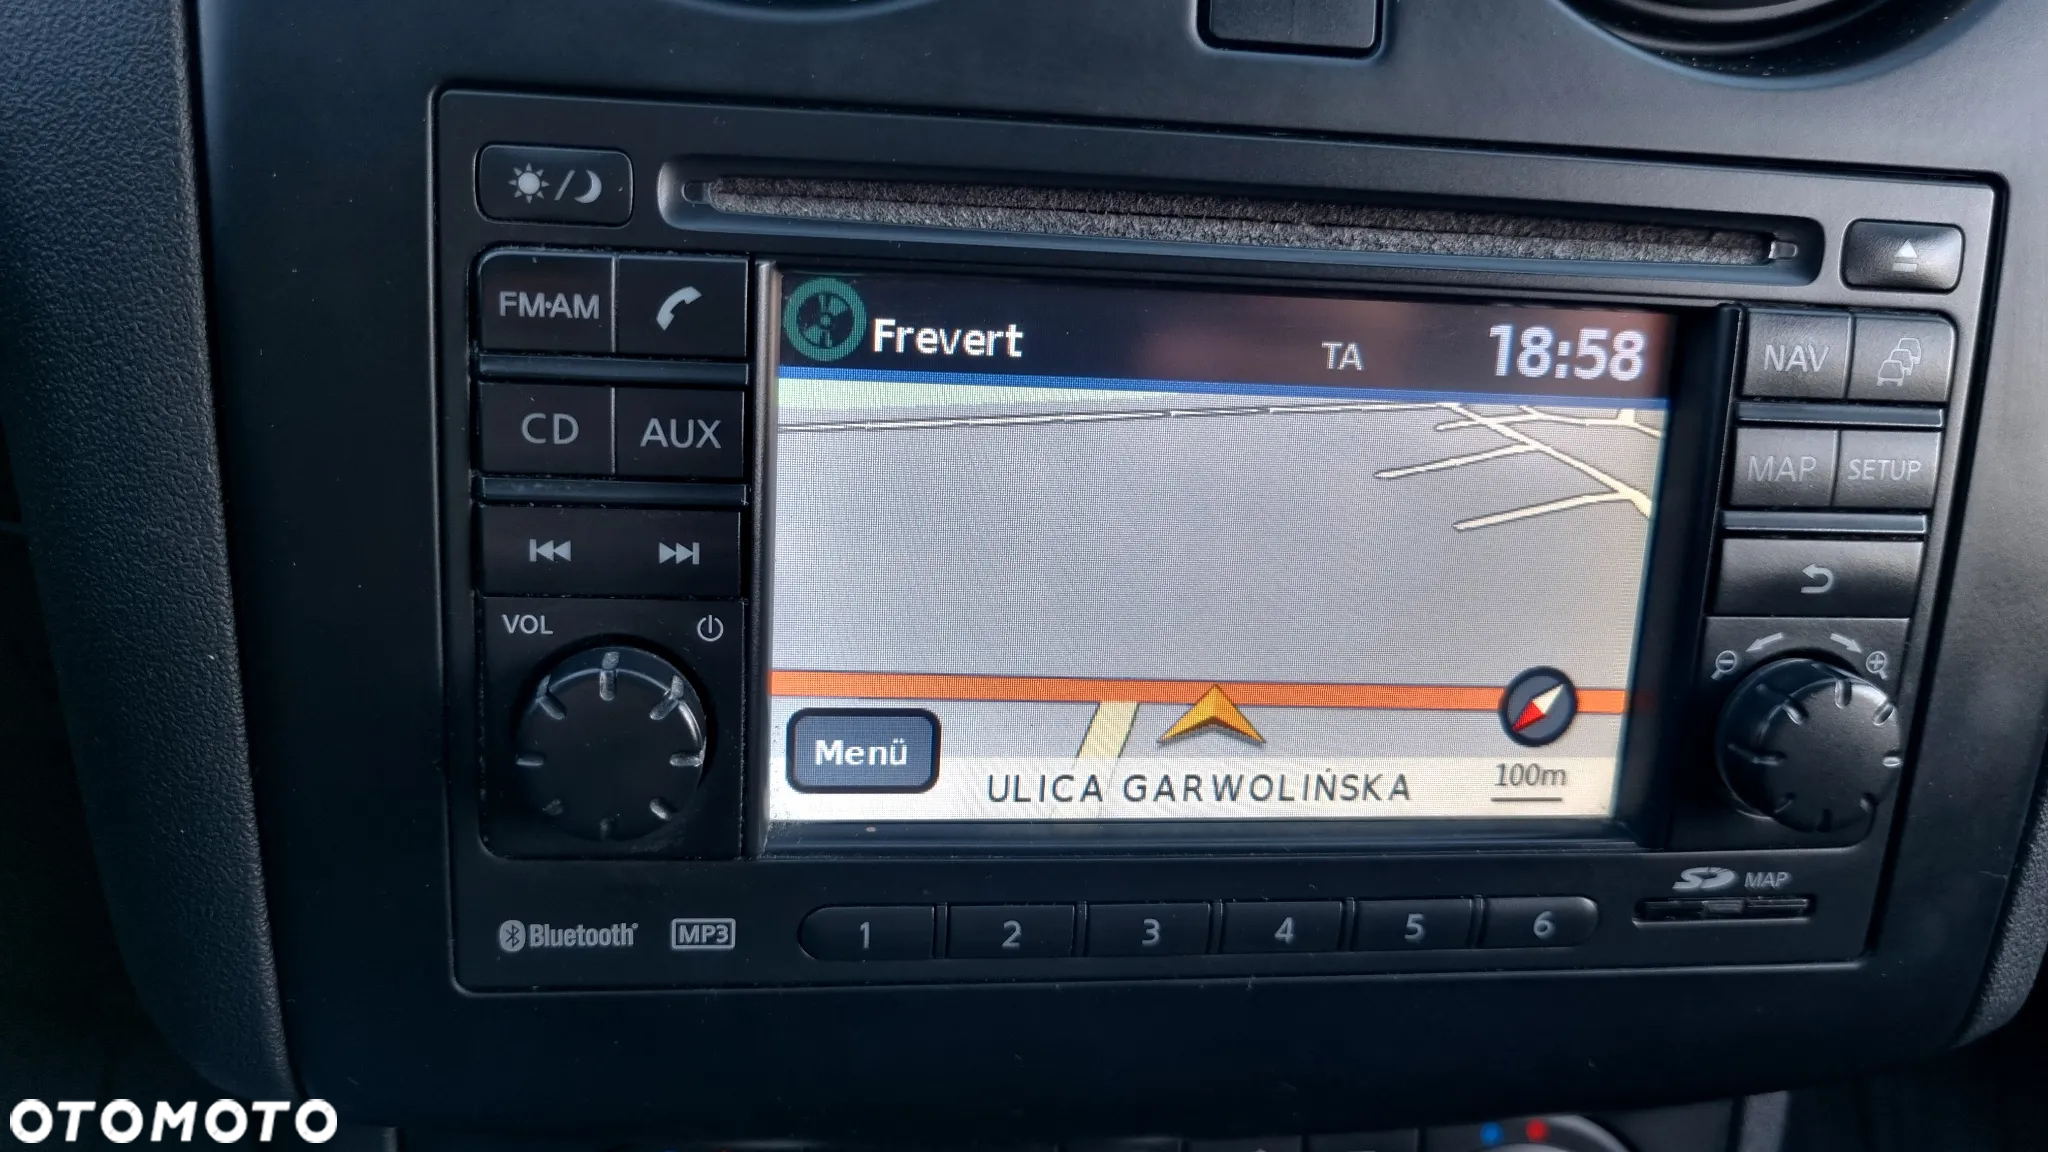 FM·AM
CD
AUX
VOL
Bluetooth®
MP3
Frevert
TA
18:58
Menü
ULICA GARWOLIŃSKA
100m
NAV
MAP
SETUP
SD MAP
1 2 3 4 5 6
OTOMOTO